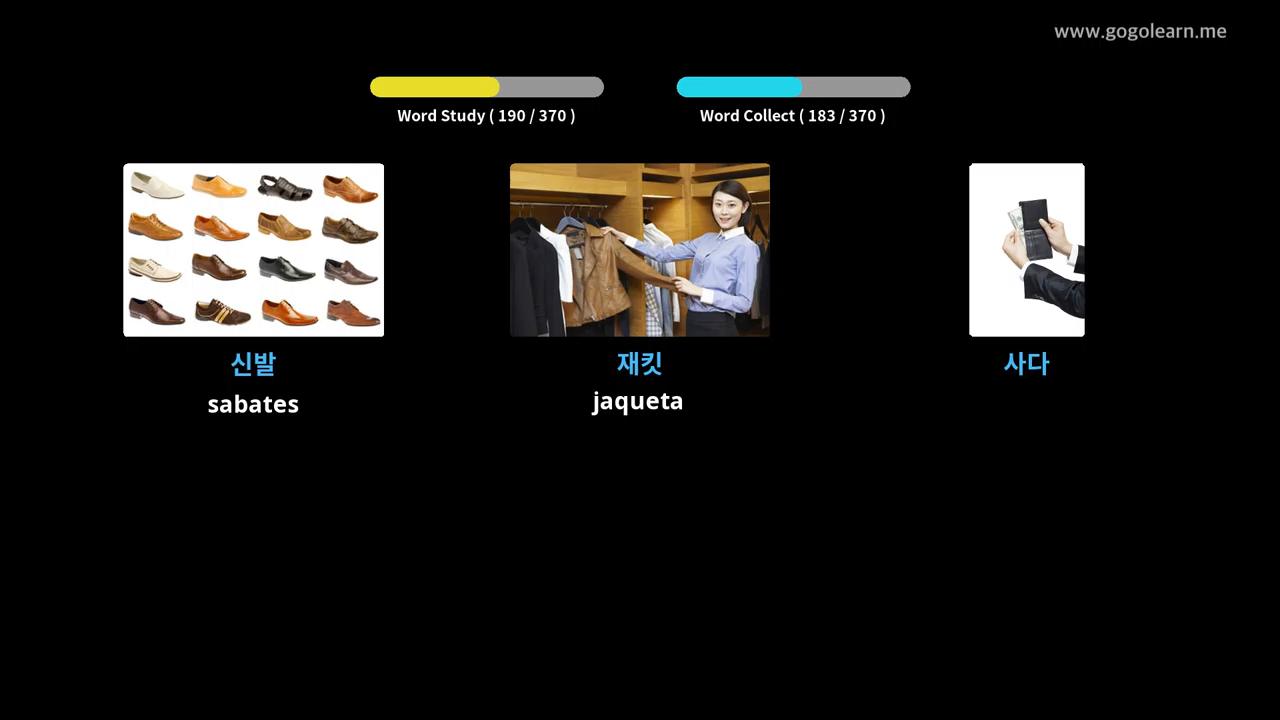 www.gogolearn.me
Word Study ( 190 / 370 )
Word Collect ( 183 / 370 )
신발
재킷
사다
sabates
jaqueta